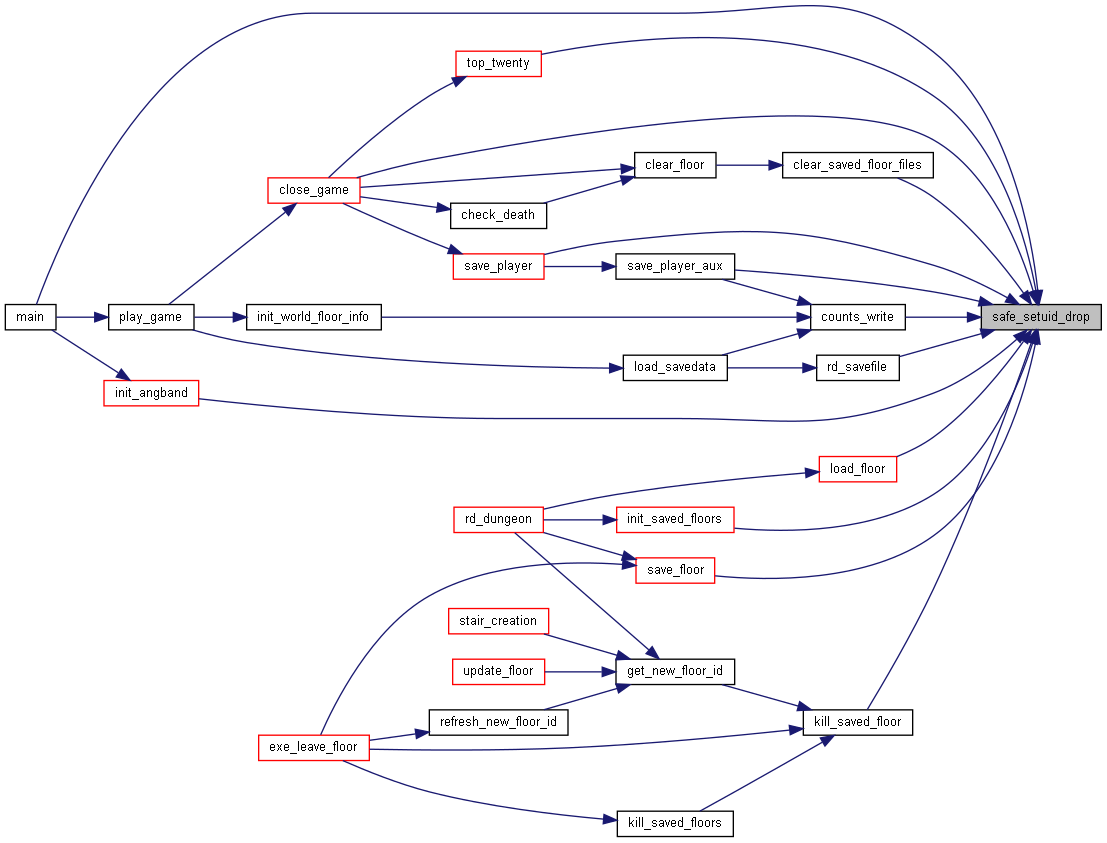 top_twenty
clear_floor
clear_saved_floor_files
close_game
check_death
save_player
save_player_aux
main
play_game
init_world_floor_info
counts_write
safe_setuid_drop
load_savedata
rd_savefile
init_angband
load_floor
rd_dungeon
init_saved_floors
save_floor
stair_creation
update_floor
get_new_floor_id
refresh_new_floor_id
kill_saved_floor
exe_leave_floor
kill_saved_floors